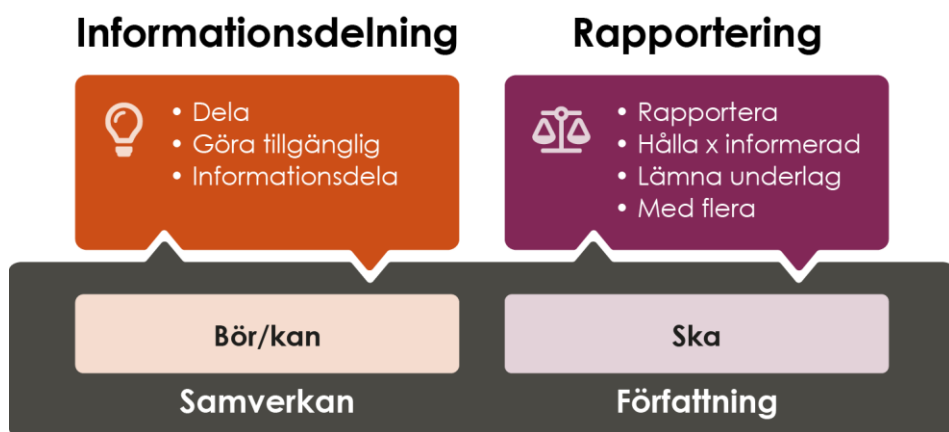 Informationsdelning
• Dela
• Göra tillgänglig
• Informationsdela
Bör/kan
Samverkan
Rapportering
• Rapportera
• Hålla x informerad
• Lämna underlag
• Med flera
Ska
Författning